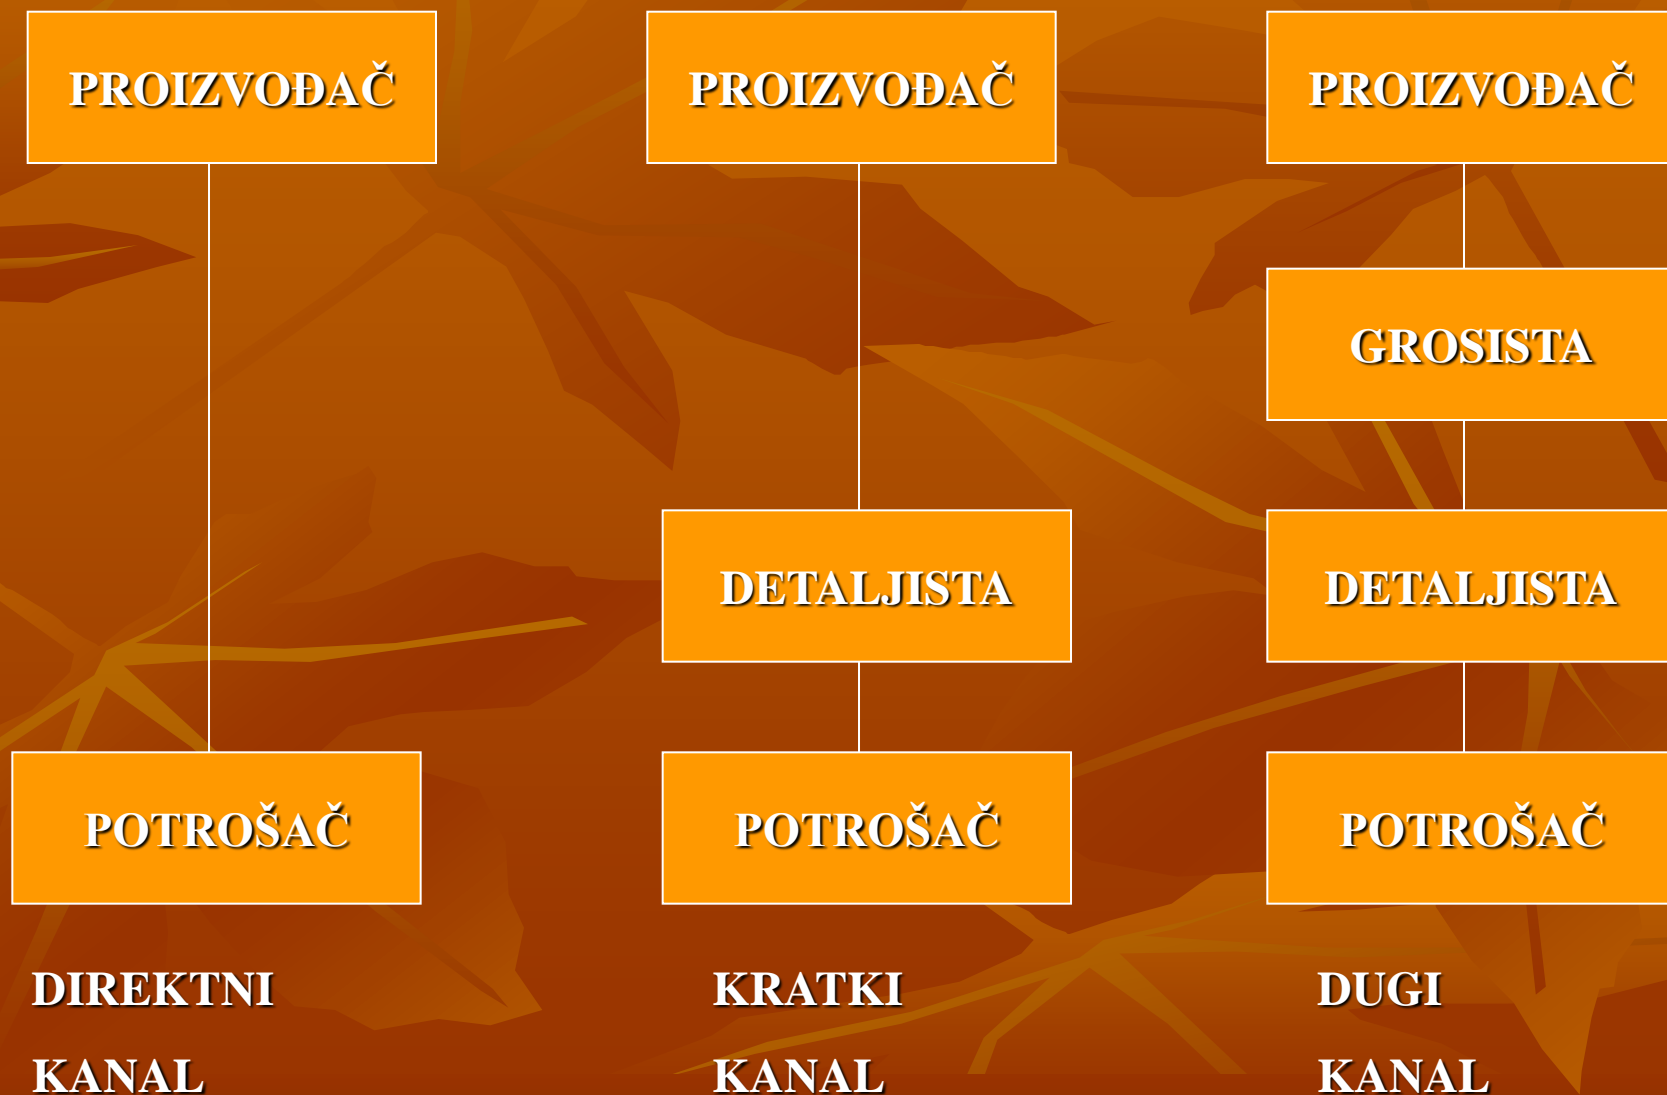 PROIZVOĐAČ
PROIZVOĐAČ
PROIZVOĐAČ
GROSISTA
DETALJISTA
DETALJISTA
POTROŠAČ
POTROŠAČ
POTROŠAČ
DIREKTNI
KANAL
KRATKI
KANAL
DUGI
KANAL